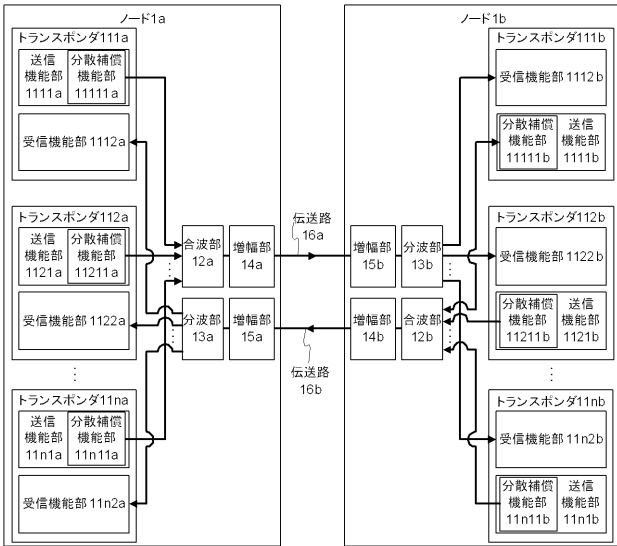 ノード1a
トランスポンダ111a
送信
機能部
1111a
分散補償
機能部
11111a
受信機能部 1112a
トランスポンダ112a
送信
機能部
1121a
分散補償
機能部
11211a
受信機能部 1122a
⋮
トランスポンダ11na
送信
機能部
11n1a
分散補償
機能部
11n11a
受信機能部 11n2a
合波部
12a
増幅部
14a
分波部
13a
増幅部
15a
伝送路
16a
伝送路
16b
ノード1b
増幅部
15b
分波部
13b
増幅部
14b
合波部
12b
トランスポンダ111b
受信機能部 1112b
分散補償
機能部
11111b
送信
機能部
1111b
トランスポンダ112b
受信機能部 1122b
分散補償
機能部
11211b
送信
機能部
1121b
⋮
トランスポンダ11nb
受信機能部 11n2b
分散補償
機能部
11n11b
送信
機能部
11n1b